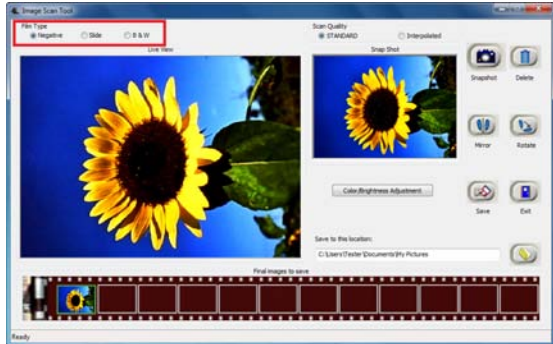 Image Scan Tool
Film Type
Negative
Slide
B & W
Scan Quality
STANDARD
Interpolated
Live View
Snap Shot
Snapshot
Delete
Mirror
Rotate
Color/Brightness Adjustment
Save
Exit
Save to this location:
C:\Users\Tester\Documents\My Pictures
Final images to save
Ready